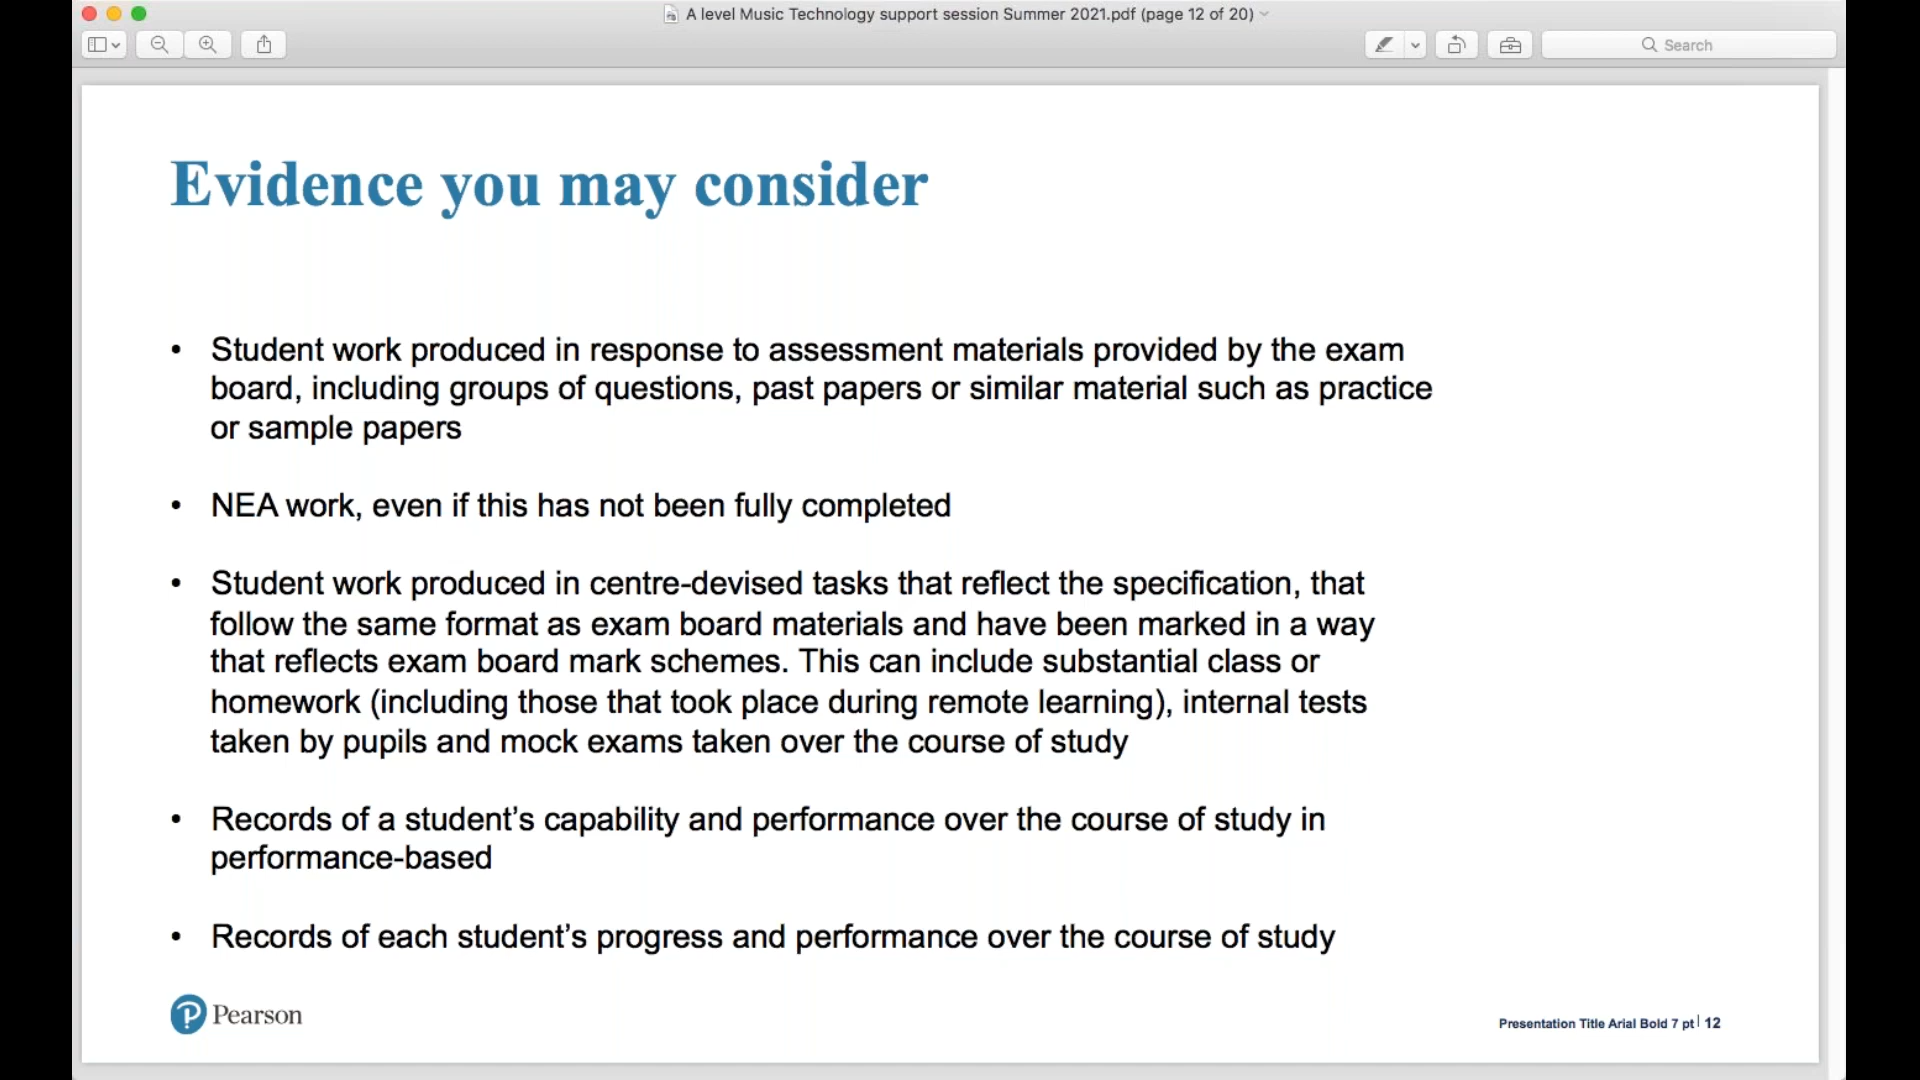 A level Music Technology support session Summer 2021.pdf (page 12 of 20)
Search
Evidence you may consider
• Student work produced in response to assessment materials provided by the exam
board, including groups of questions, past papers or similar material such as practice
or sample papers
• NEA work, even if this has not been fully completed
• Student work produced in centre-devised tasks that reflect the specification, that
follow the same format as exam board materials and have been marked in a way
that reflects exam board mark schemes. This can include substantial class or
homework (including those that took place during remote learning), internal tests
taken by pupils and mock exams taken over the course of study
• Records of a student’s capability and performance over the course of study in
performance-based
• Records of each student’s progress and performance over the course of study
Pearson
Presentation Title Arial Bold 7 pt | 12